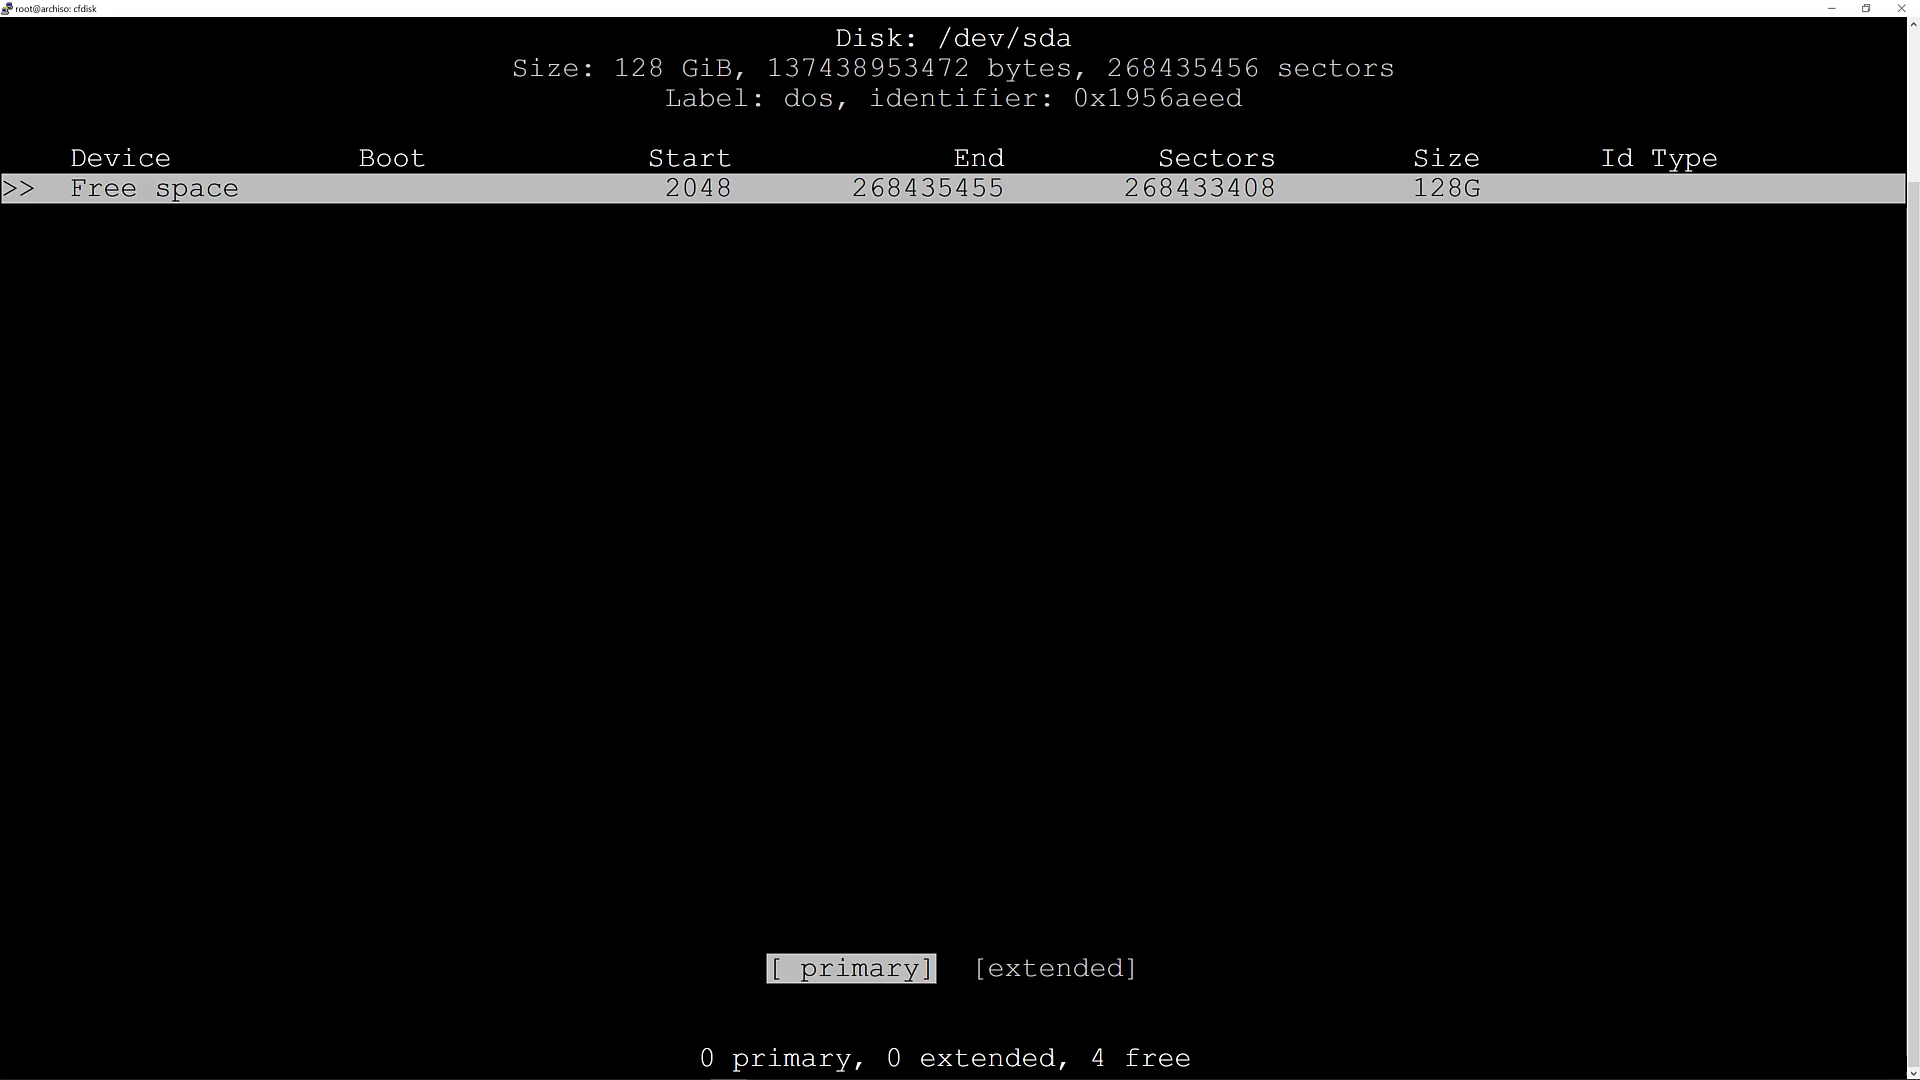 root@archiso: cfdisk
Disk: /dev/sda
Size: 128 GiB, 137438953472 bytes, 268435456 sectors
Label: dos, identifier: 0x1956aeed
Device Boot Start End Sectors Size Id Type
>> Free space 2048 268435455 268433408 128G
[ primary] [extended]
0 primary, 0 extended, 4 free